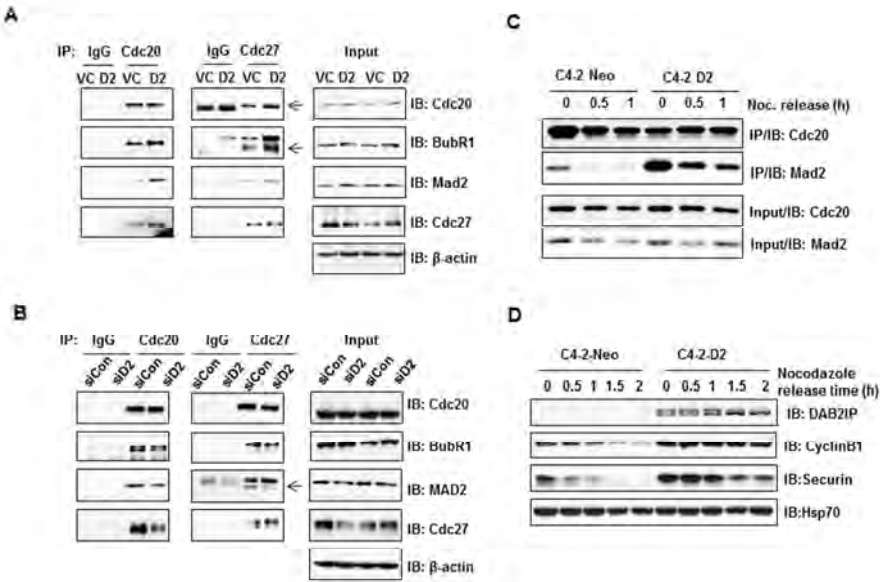 A
IP: IgG Cdc20 IgG Cdc27 Input
VC D2 VC D2 VC D2 VC D2 VC D2 VC D2
IB: Cdc20
IB: BubR1
IB: Mad2
IB: Cdc27
IB: β-actin
B
IP: IgG Cdc20 IgG Cdc27 Input
siCon siD2 siCon siD2 siCon siD2 siCon siD2 siCon siD2 siCon siD2
IB: Cdc20
IB: BubR1
IB: MAD2
IB: Cdc27
IB: β-actin
C
C4-2 Neo C4-2 D2
0 0.5 1 0 0.5 1 Noc. release (h)
IP/IB: Cdc20
IP/IB: Mad2
Input/IB: Cdc20
Input/IB: Mad2
D
C4-2-Neo C4-2-D2
Nocodazole
0 0.5 1 1.5 2 0 0.5 1 1.5 2 release time (h)
IB: DAB2IP
IB: CyclinB1
IB:Securin
IB:Hsp70